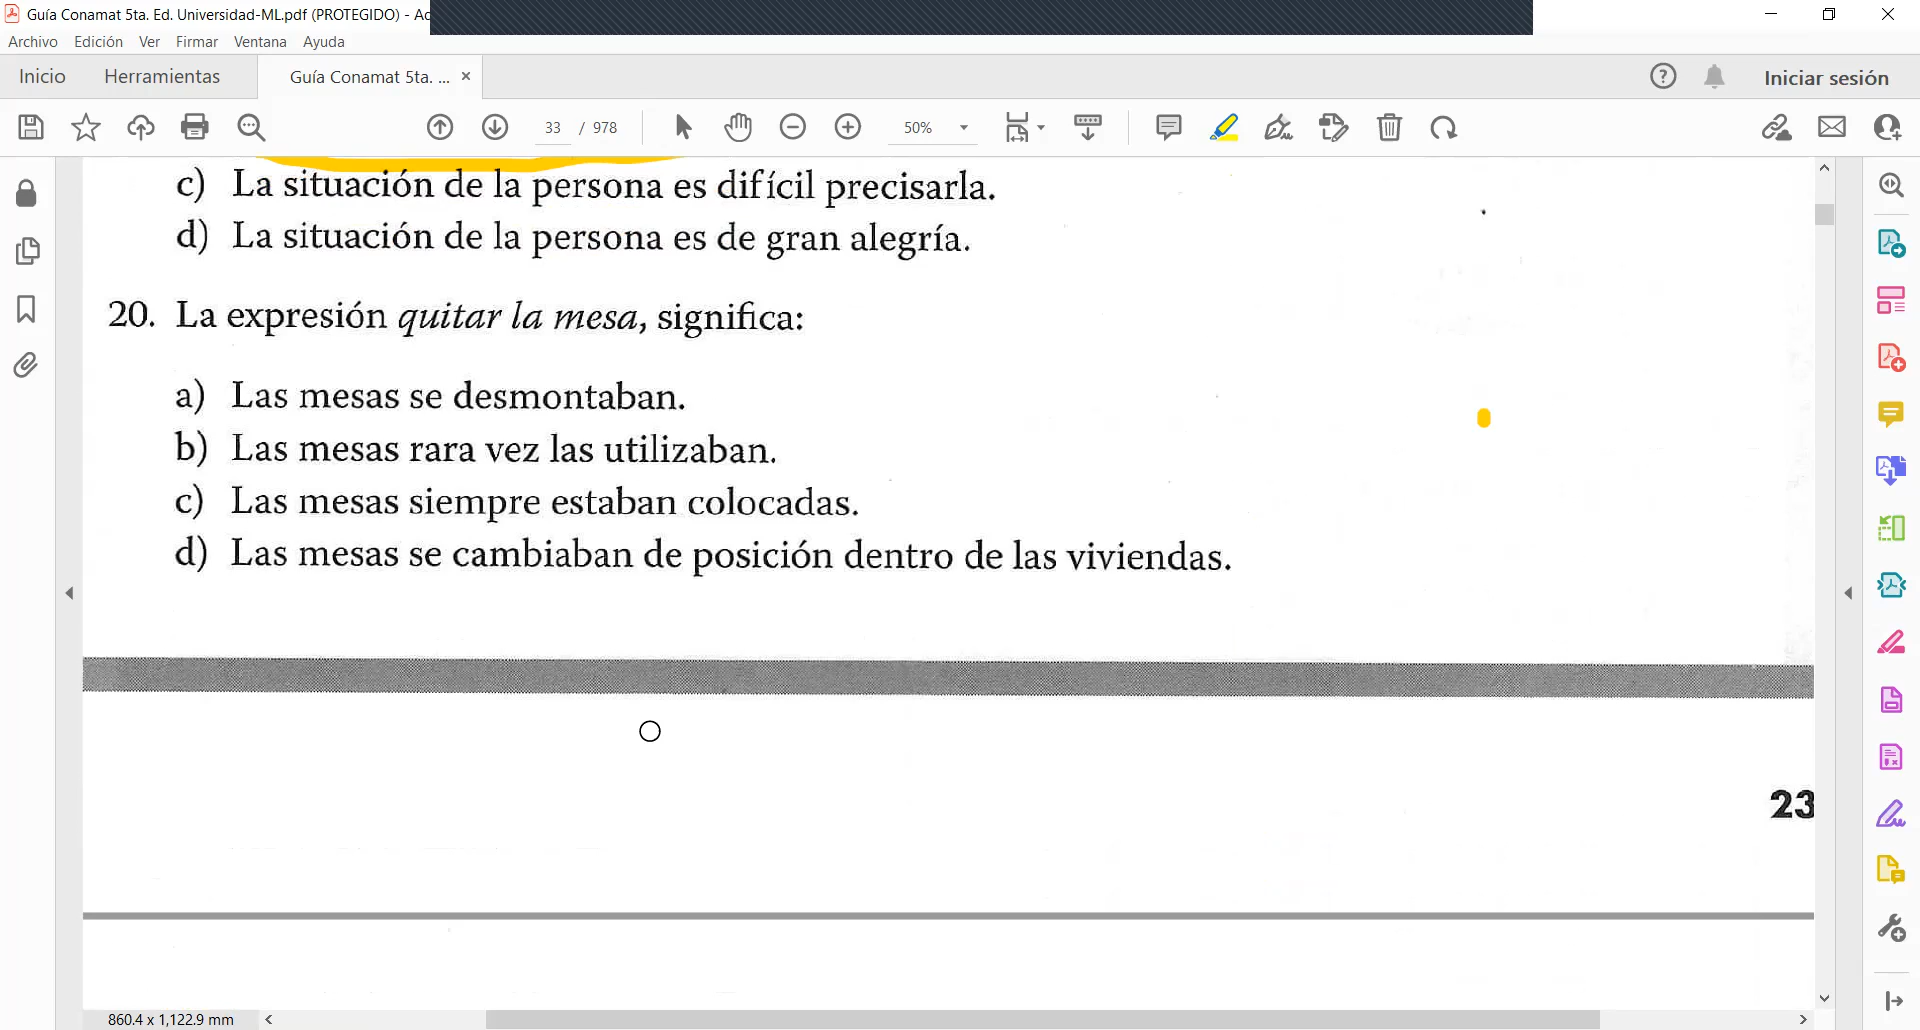 Guía Conamat 5ta. Ed. Universidad-ML.pdf (PROTEGIDO) - Ac
Archivo Edición Ver Firmar Ventana Ayuda
Inicio Herramientas Guía Conamat 5ta. ... × Iniciar sesión
33 / 978 50%
c) La situación de la persona es difícil precisarla.
d) La situación de la persona es de gran alegría.
20. La expresión quitar la mesa, significa:
a) Las mesas se desmontaban.
b) Las mesas rara vez las utilizaban.
c) Las mesas siempre estaban colocadas.
d) Las mesas se cambiaban de posición dentro de las viviendas.
23
860.4 x 1,122.9 mm